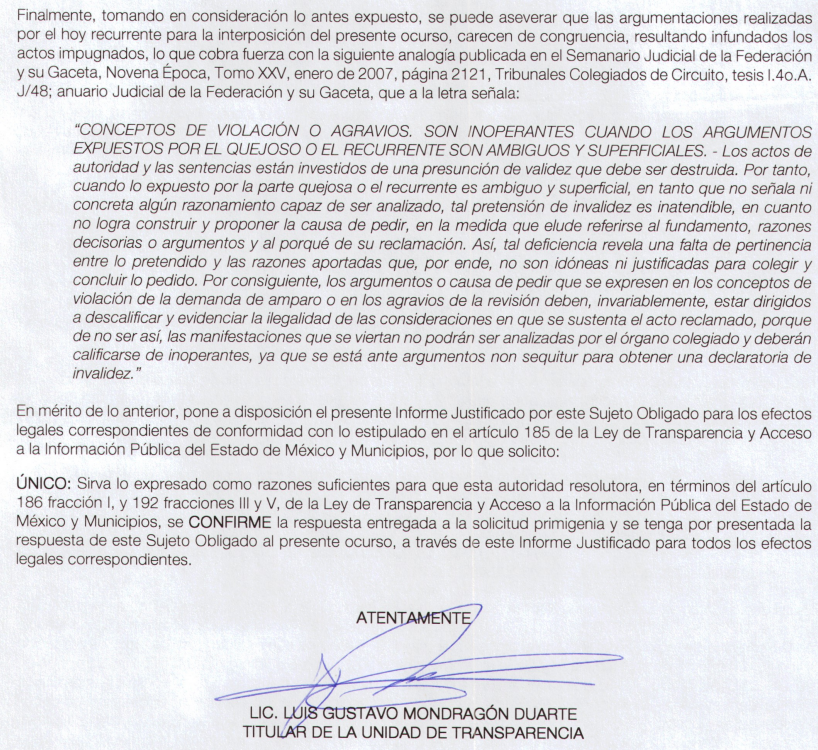 Finalmente, tomando en consideración lo antes expuesto, se puede aseverar que las argumentaciones realizadas
por el hoy recurrente para la interposición del presente ocurso, carecen de congruencia, resultando infundados los
actos impugnados, lo que cobra fuerza con la siguiente analogía publicada en el Semanario Judicial de la Federación
y su Gaceta, Novena Época, Tomo XXV, enero de 2007, página 2121, Tribunales Colegiados de Circuito, tesis I.4o.A.
J/48; anuario Judicial de la Federación y su Gaceta, que a la letra señala:
"CONCEPTOS DE VIOLACIÓN O AGRAVIOS. SON INOPERANTES CUANDO LOS ARGUMENTOS
EXPUESTOS POR EL QUEJOSO O EL RECURRENTE SON AMBIGUOS Y SUPERFICIALES. - Los actos de
autoridad y las sentencias están investidos de una presunción de validez que debe ser destruida. Por tanto,
cuando lo expuesto por la parte quejosa o el recurrente es ambiguo y superficial, en tanto que no señala ni
concreta algún razonamiento capaz de ser analizado, tal pretensión de invalidez es inatendible, en cuanto
no logra construir y proponer la causa de pedir, en la medida que elude referirse al fundamento, razones
decisorias o argumentos y al porqué de su reclamación. Así, tal deficiencia revela una falta de pertinencia
entre lo pretendido y las razones aportadas que, por ende, no son idóneas ni justificadas para colegir y
concluir lo pedido. Por consiguiente, los argumentos o causa de pedir que se expresen en los conceptos de
violación de la demanda de amparo o en los agravios de la revisión deben, invariablemente, estar dirigidos
a descalificar y evidenciar la ilegalidad de las consideraciones en que se sustenta el acto reclamado, porque
de no ser así, las manifestaciones que se viertan no podrán ser analizadas por el órgano colegiado y deberán
calificarse de inoperantes, ya que se está ante argumentos non sequitur para obtener una declaratoria de
invalidez."
En mérito de lo anterior, pone a disposición el presente Informe Justificado por este Sujeto Obligado para los efectos
legales correspondientes de conformidad con lo estipulado en el artículo 185 de la Ley de Transparencia y Acceso
a la Información Pública del Estado de México y Municipios, por lo que solicito:
ÚNICO: Sirva lo expresado como razones suficientes para que esta autoridad resolutora, en términos del artículo
186 fracción I, y 192 fracciones III y V, de la Ley de Transparencia y Acceso a la Información Pública del Estado de
México y Municipios, se CONFIRME la respuesta entregada a la solicitud primigenia y se tenga por presentada la
respuesta de este Sujeto Obligado al presente ocurso, a través de este Informe Justificado para todos los efectos
legales correspondientes.
ATENTAMENTE
LIC. LUIS GUSTAVO MONDRAGÓN DUARTE
TITULAR DE LA UNIDAD DE TRANSPARENCIA